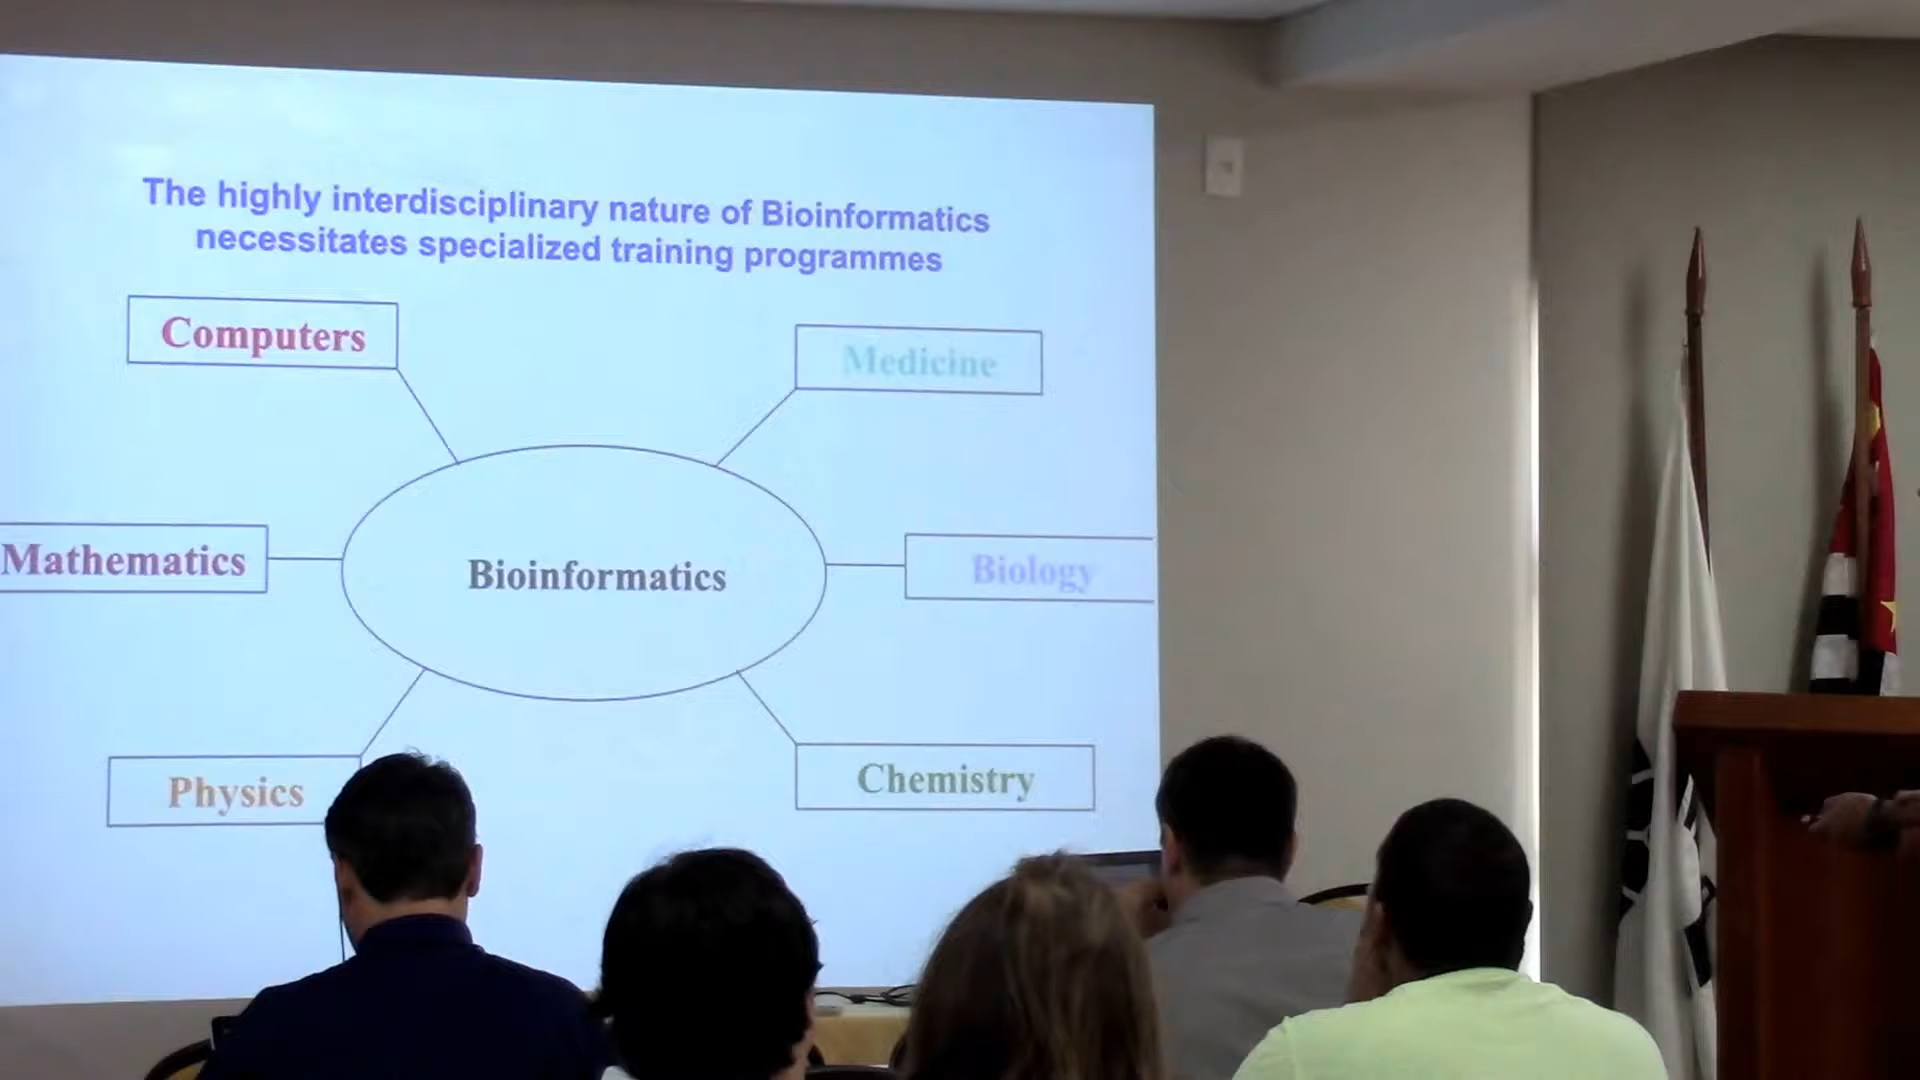 The highly interdisciplinary nature of Bioinformatics
necessitates specialized training programmes
Computers
Medicine
Mathematics
Bioinformatics
Biology
Physics
Chemistry